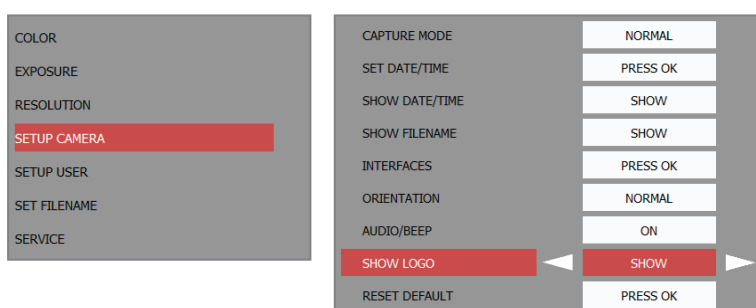 COLOR
EXPOSURE
RESOLUTION
SETUP CAMERA
SETUP USER
SET FILENAME
SERVICE
CAPTURE MODE NORMAL
SET DATE/TIME PRESS OK
SHOW DATE/TIME SHOW
SHOW FILENAME SHOW
INTERFACES PRESS OK
ORIENTATION NORMAL
AUDIO/BEEP ON
SHOW LOGO SHOW
RESET DEFAULT PRESS OK